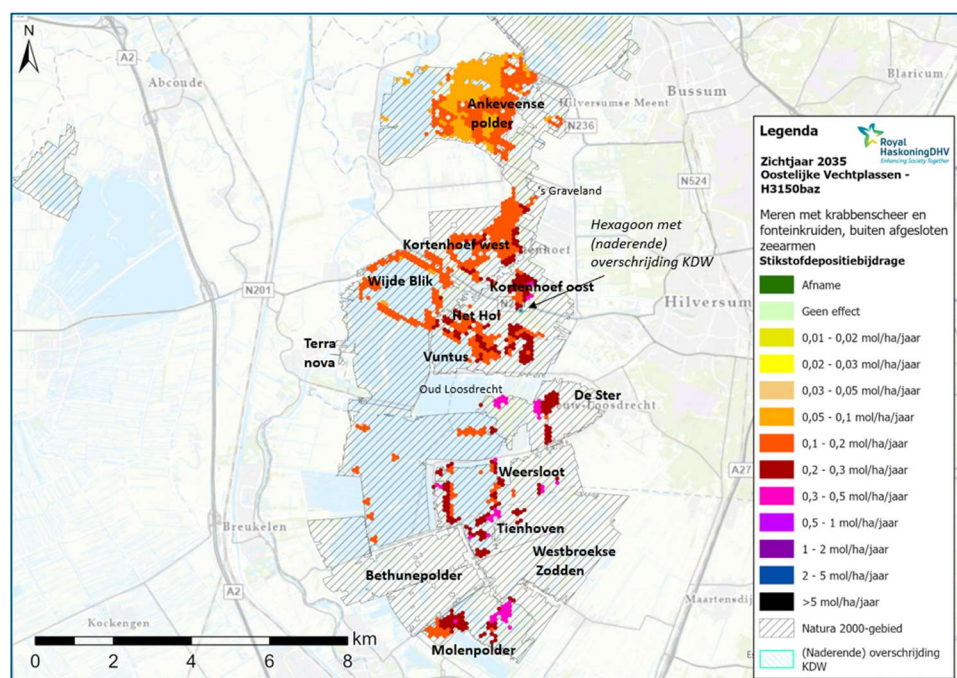 N
A2
Abcoude
Bussum
Blaricum
Hilversumse Meent
N236
Ankeveense
polder
N524
's Graveland
Hexagoon met
(naderende)
overschrijding KDW
Kortenhoef west
tenhoef
Wijde Blik
Kortenhoef oost
N201
Hilversum
Het Hol
Terra
nova
Vuntus
Oud Loosdrecht
De Ster
euw-Loosdrecht
A27
Weersloot
Breukelen
Tienhoven
Westbroekse
Zodden
Bethunepolder
A2
Maartensdij
Kockengen
km
0 2 4 6 8
Molenpolder
Legenda
Royal
HaskoningDHV
Enhancing Society Together
Zichtjaar 2035
Oostelijke Vechtplassen -
H3150baz
Meren met krabbenscheer en
fonteinkruiden, buiten afgesloten
zeearmen
Stikstofdepositiebijdrage
Afname
Geen effect
0,01 - 0,02 mol/ha/jaar
0,02 - 0,03 mol/ha/jaar
0,03 - 0,05 mol/ha/jaar
0,05 - 0,1 mol/ha/jaar
0,1 - 0,2 mol/ha/jaar
0,2 - 0,3 mol/ha/jaar
0,3 - 0,5 mol/ha/jaar
0,5 - 1 mol/ha/jaar
1 - 2 mol/ha/jaar
2 - 5 mol/ha/jaar
>5 mol/ha/jaar
Natura 2000-gebied
(Naderende) overschrijding
KDW